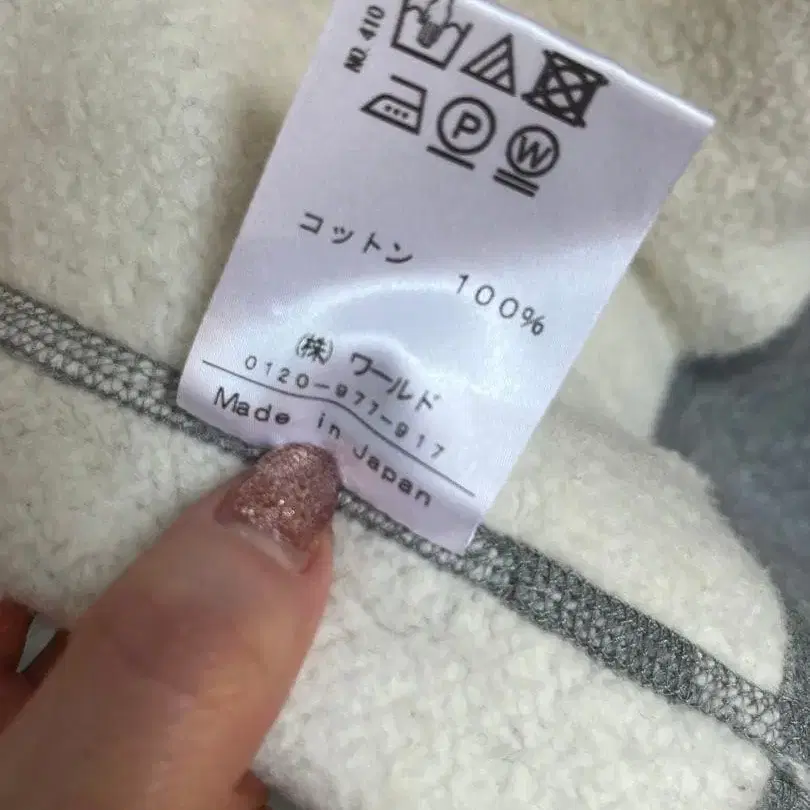 NO. 410
P W
コットン 100%
(株) ワールド
0120-977-917
Made in Japan